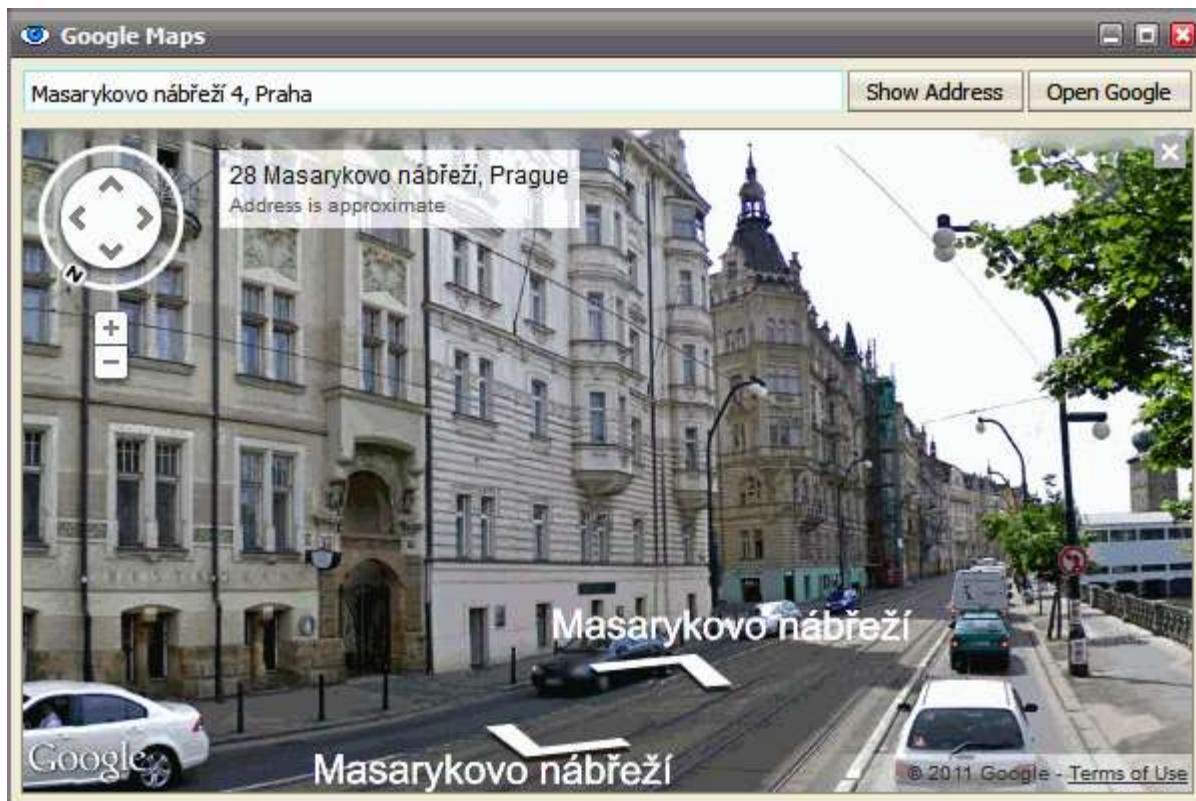 Google Maps
Masarykovo nábřeží 4, Praha
Show Address
Open Google
28 Masarykovo nábřeží, Prague
Address is approximate
N
Masarykovo nábřeží
Masarykovo nábřeží
Google
© 2011 Google - Terms of Use